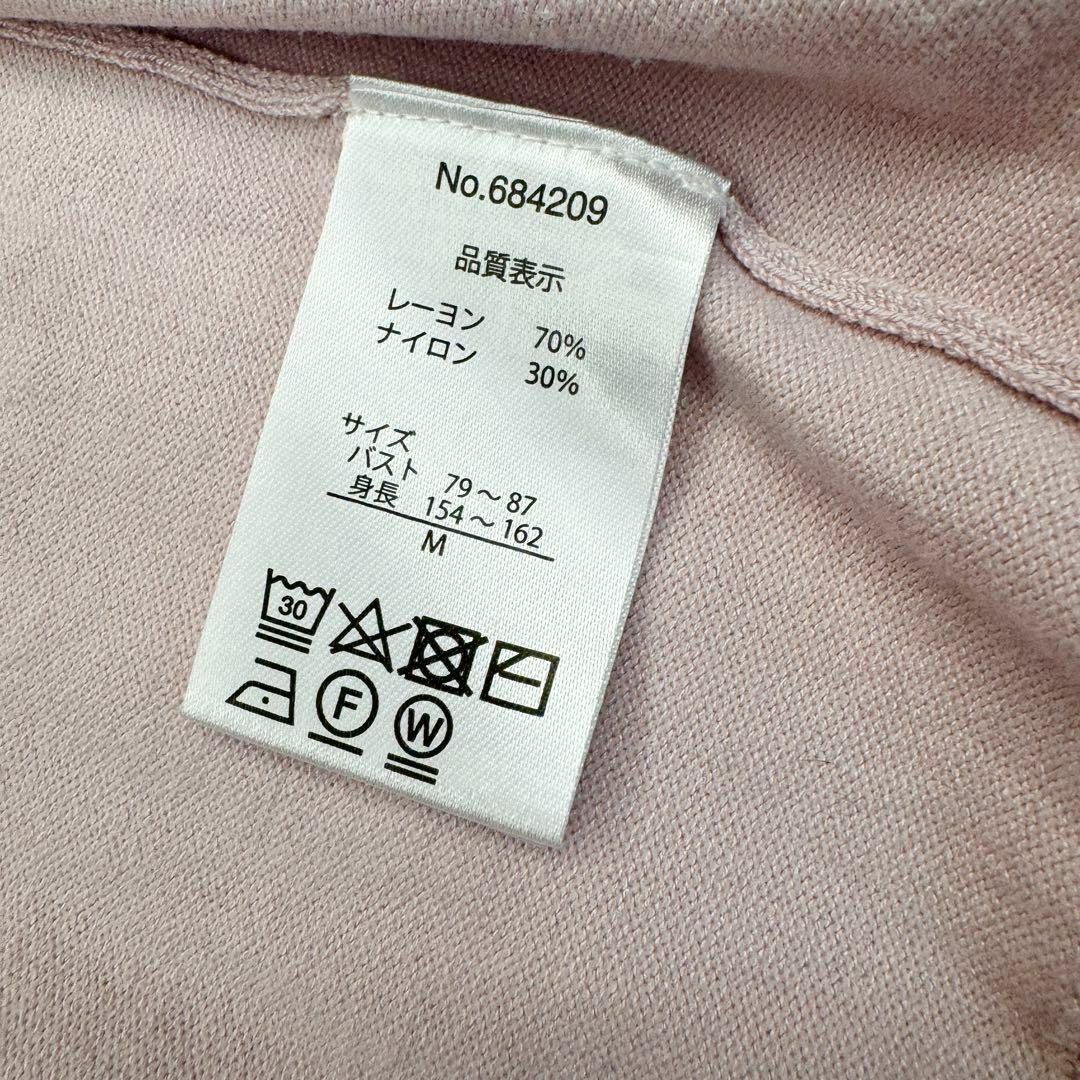 No.684209
品質表示
レーヨン 70%
ナイロン 30%
サイズ
バスト 79～87
身長 154～162
M
30
F
W